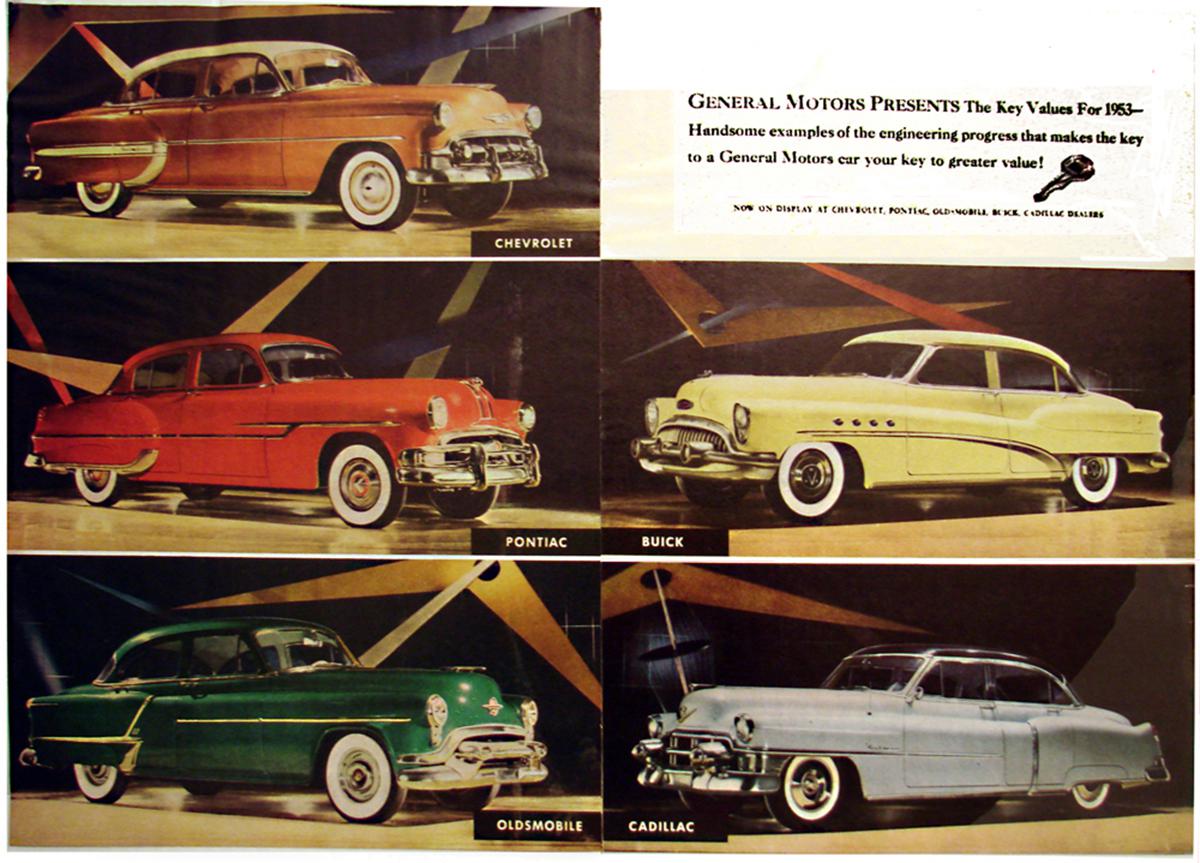 CHEVROLET
GENERAL MOTORS PRESENTS The Key Values For 1953—
Handsome examples of the engineering progress that makes the key
to a General Motors car your key to greater value!
NOW ON DISPLAY AT CHEVROLET, PONTIAC, OLDSMOBILE, BUICK, CADILLAC DEALERS
PONTIAC
BUICK
OLDSMOBILE
CADILLAC